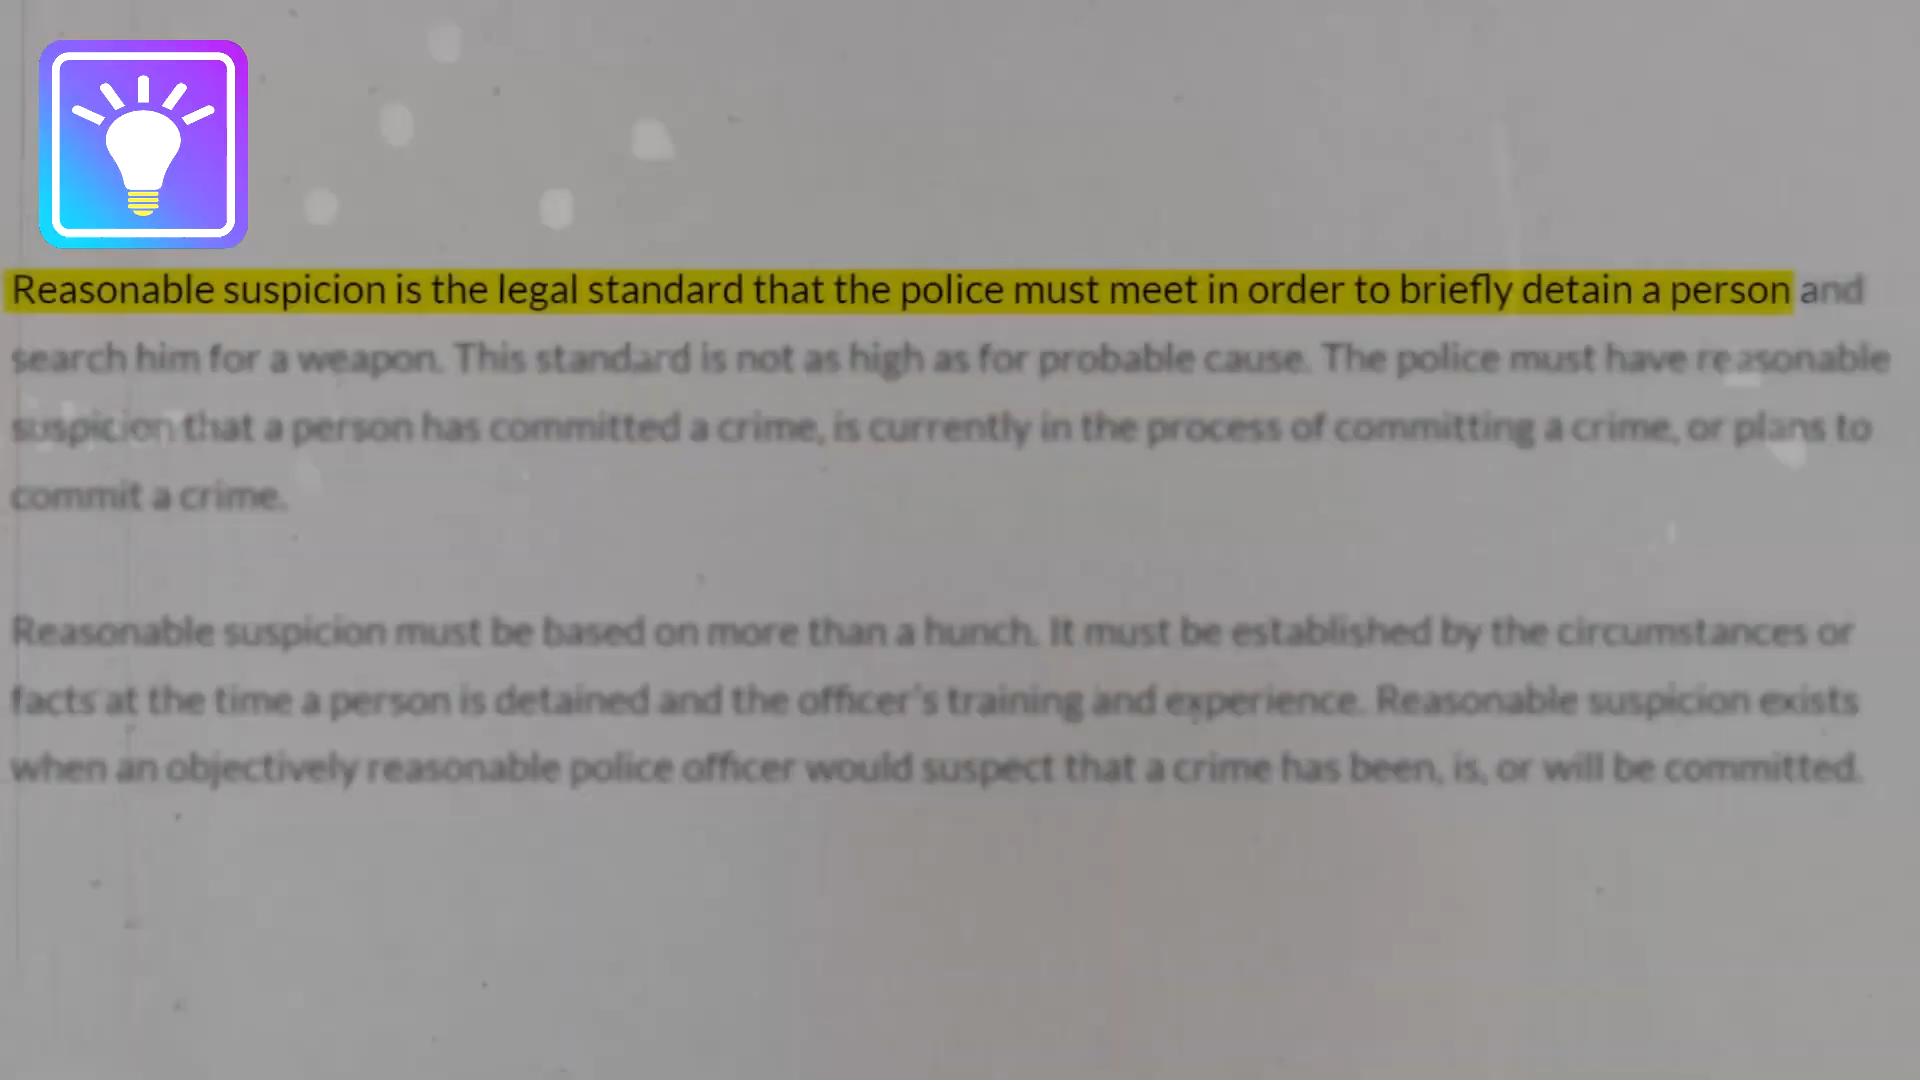 Reasonable suspicion is the legal standard that the police must meet in order to briefly detain a person and
search him for a weapon. This standard is not as high as for probable cause. The police must have reasonable
suspicion that a person has committed a crime, is currently in the process of committing a crime, or plans to
commit a crime.
Reasonable suspicion must be based on more than a hunch. It must be established by the circumstances or
facts at the time a person is detained and the officer's training and experience. Reasonable suspicion exists
when an objectively reasonable police officer would suspect that a crime has been, is, or will be committed.